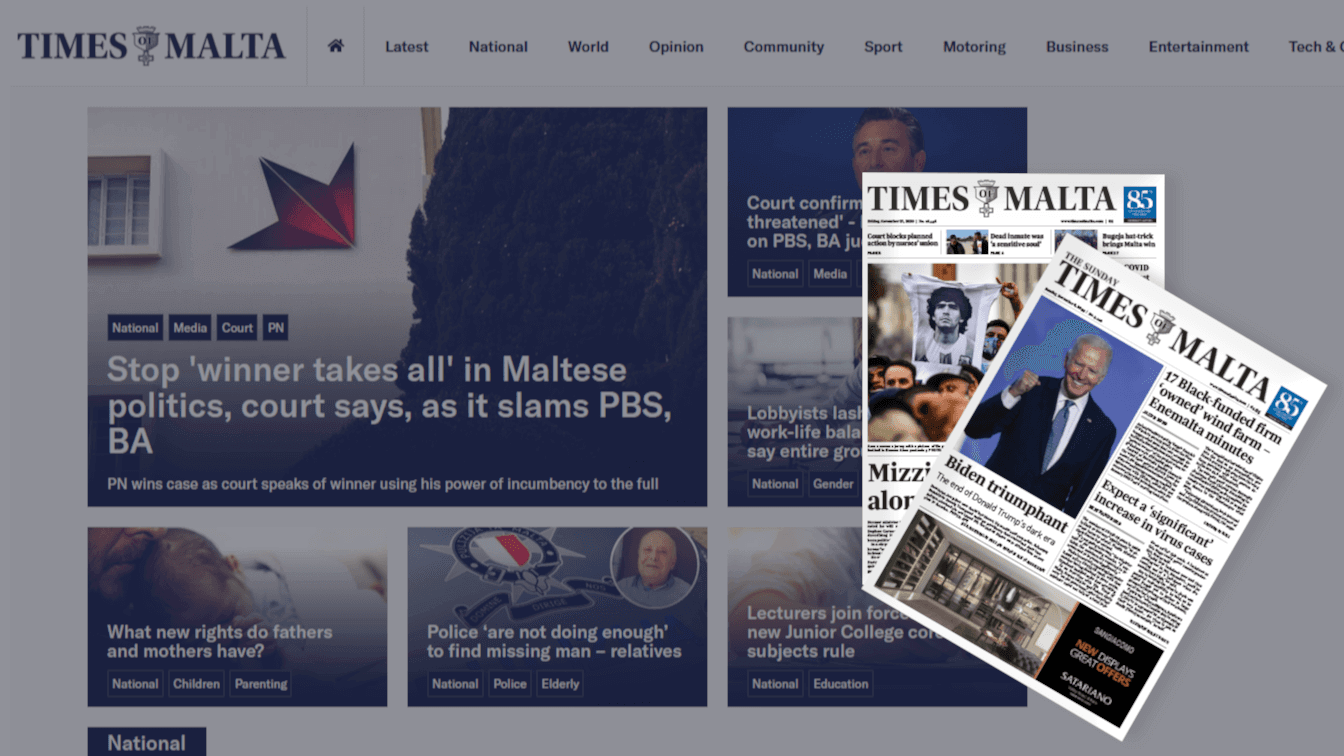 TIMES OF MALTA
Latest
National
World
Opinion
Community
Sport
Motoring
Business
Entertainment
Tech &
National Media Court PN
Stop 'winner takes all' in Maltese
politics, court says, as it slams PBS,
BA
PN wins case as court speaks of winner using his power of incumbency to the full
Court confirm
threatened' -
on PBS, BA ju
National Media
Lobbyists lash
work-life bala
say entire gro
National Gender
What new rights do fathers
and mothers have?
National Children Parenting
Police ‘are not doing enough’
to find missing man – relatives
National Police Elderly
DOMINE DIRIGE NOS
Lecturers join forc
new Junior College cor
subjects rule
National Education
National
TIMES OF MALTA
85
Court blocks planned
action by nurses' union
Dead inmate was
'a sensitive soul'
Bugeja hat-trick
brings Malta win
COVID
Mizzi
alon
THE SUNDAY
TIMES OF MALTA
85
Biden triumphant
The end of Donald Trump's dark era
17 Black-funded firm
‘owned’ wind farm –
Enemalta minutes
Expect a ‘significant’
increase in virus cases
SANGIACOMO
NEW DISPLAYS
GREAT OFFERS
SATARIANO